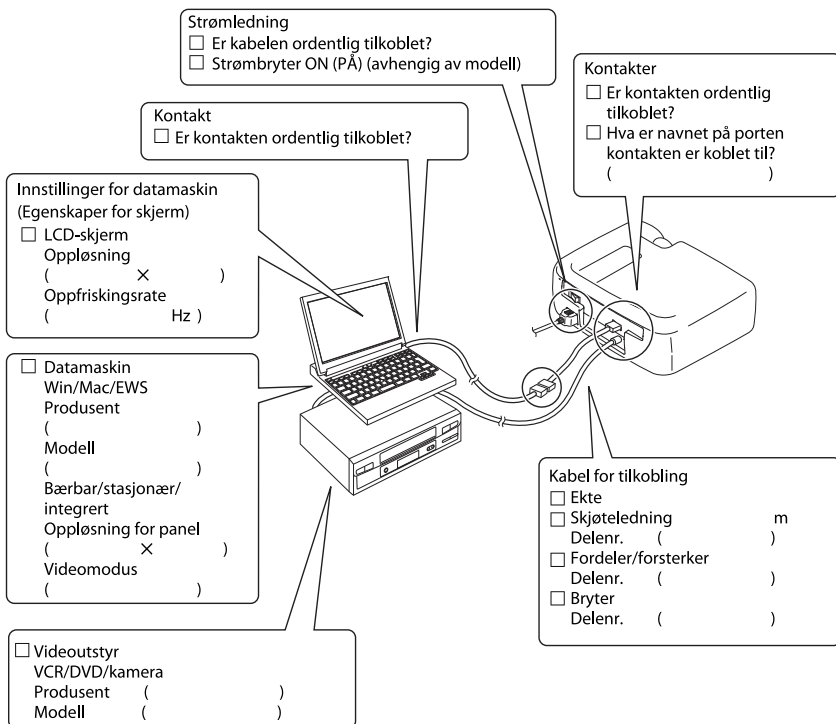 Strømledning
☐ Er kabelen ordentlig tilkoblet?
☐ Strømbryter ON (PÅ) (avhengig av modell)
Kontakter
☐ Er kontakten ordentlig
tilkoblet?
☐ Hva er navnet på porten
kontakten er koblet til?
( )
Kontakt
☐ Er kontakten ordentlig tilkoblet?
Innstillinger for datamaskin
(Egenskaper for skjerm)
☐ LCD-skjerm
Oppløsning
( × )
Oppfriskingsrate
( Hz )
☐ Datamaskin
Win/Mac/EWS
Produsent
( )
Modell
( )
Bærbar/stasjonær/
integrert
Oppløsning for panel
( × )
Videomodus
( )
Kabel for tilkobling
☐ Ekte
☐ Skjøteledning m
Delenr. ( )
☐ Fordeler/forsterker
Delenr. ( )
☐ Bryter
Delenr. ( )
☐ Videoutstyr
VCR/DVD/kamera
Produsent ( )
Modell ( )